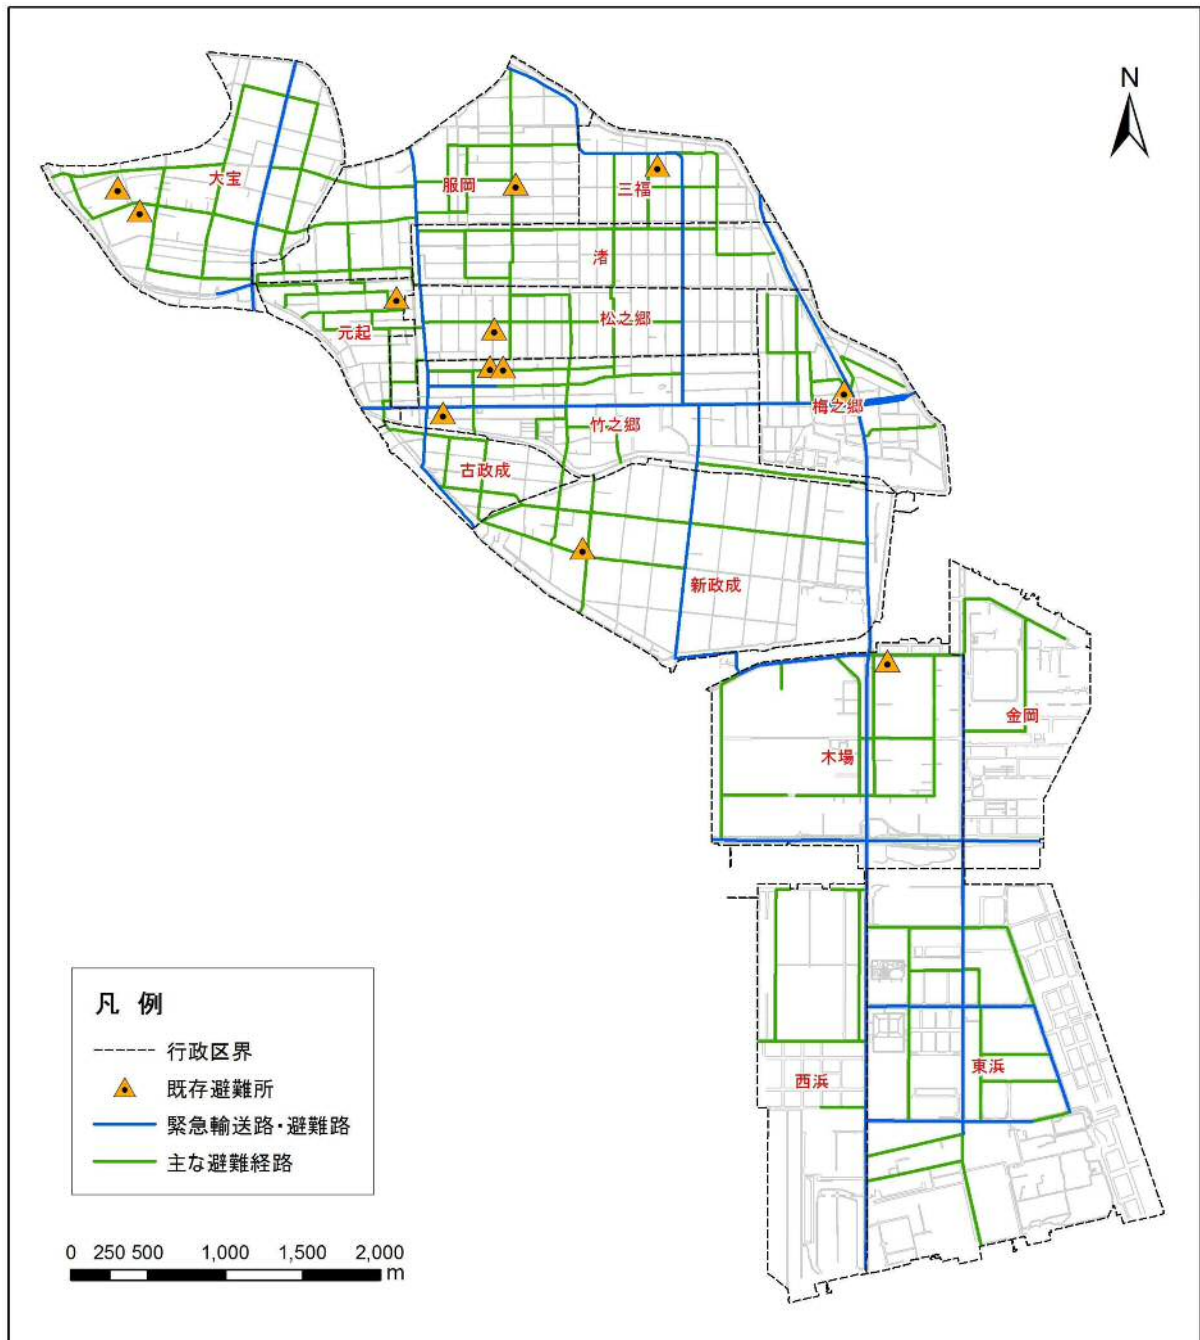 N
大宝
服岡
三福
渚
松之郷
元起
梅之郷
竹之郷
古政成
新政成
金岡
木場
東浜
西浜
凡 例
行政区界
既存避難所
緊急輸送路・避難路
主な避難経路
0 250 500 1,000 1,500 2,000
m